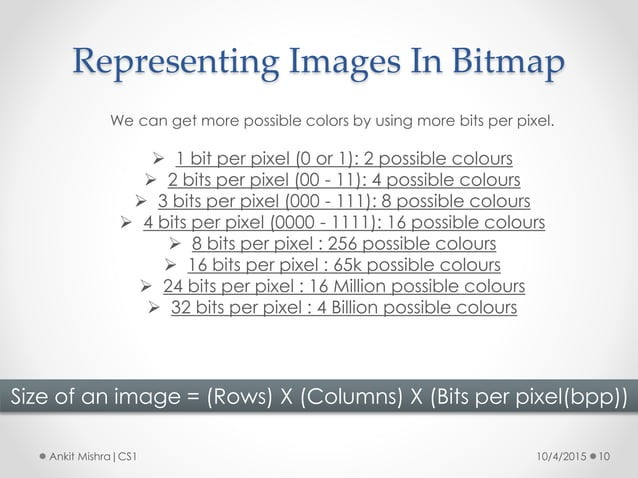 Representing Images In Bitmap
We can get more possible colors by using more bits per pixel.
➢ 1 bit per pixel (0 or 1): 2 possible colours
➢ 2 bits per pixel (00 - 11): 4 possible colours
➢ 3 bits per pixel (000 - 111): 8 possible colours
➢ 4 bits per pixel (0000 - 1111): 16 possible colours
➢ 8 bits per pixel : 256 possible colours
➢ 16 bits per pixel : 65k possible colours
➢ 24 bits per pixel : 16 Million possible colours
➢ 32 bits per pixel : 4 Billion possible colours
Size of an image = (Rows) X (Columns) X (Bits per pixel(bpp))
Ankit Mishra|CS1 10/4/2015 10